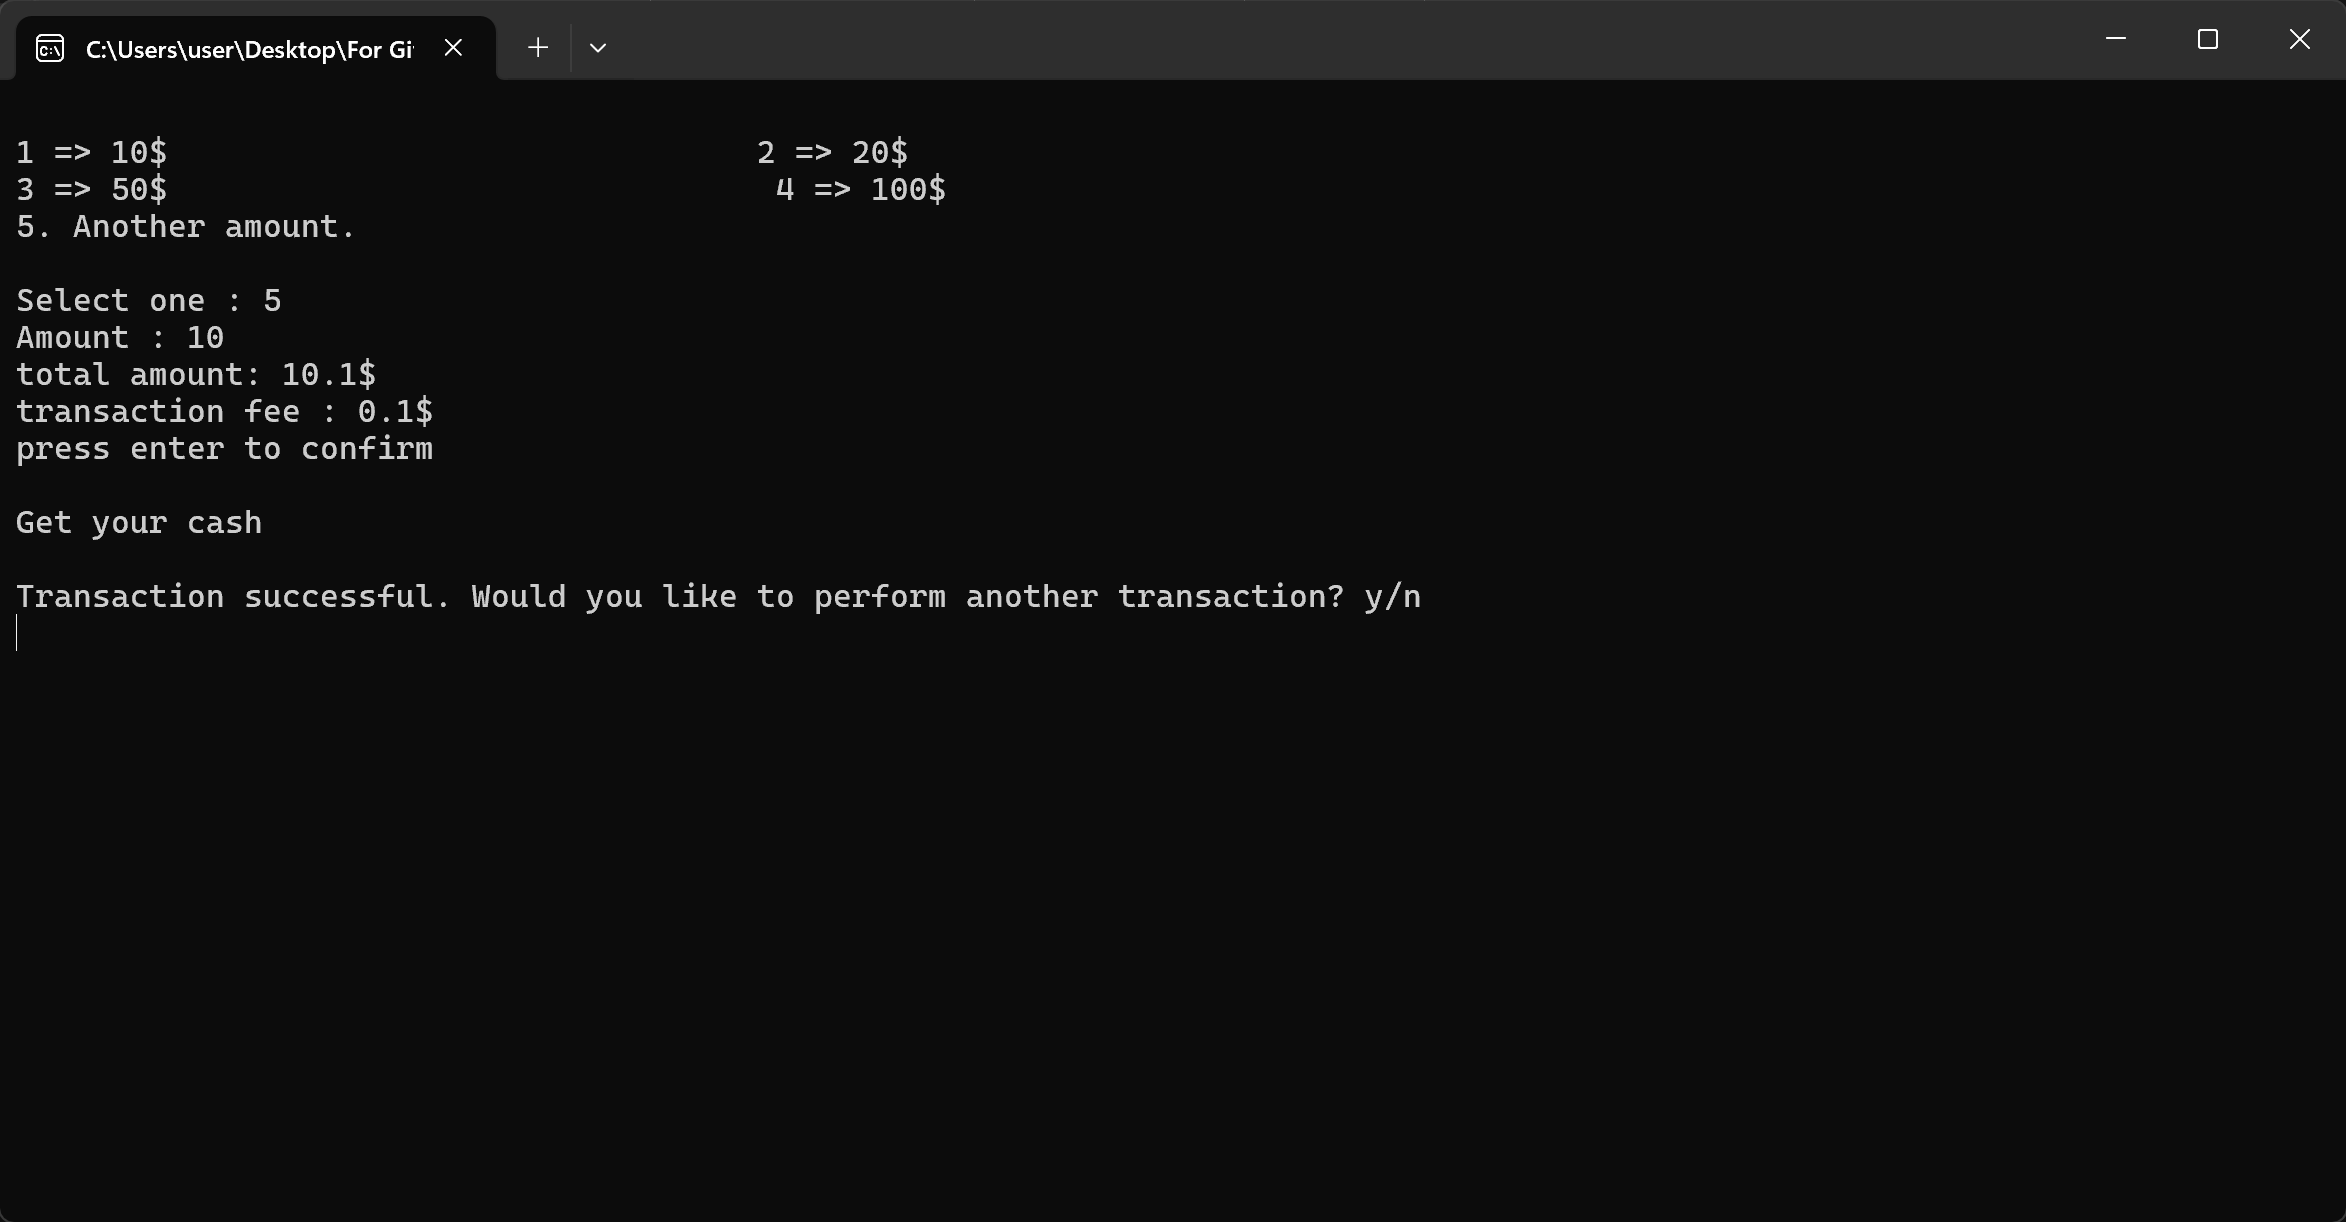 C:\Users\user\Desktop\For Gi
1 => 10$ 2 => 20$
3 => 50$ 4 => 100$
5. Another amount.
Select one : 5
Amount : 10
total amount: 10.1$
transaction fee : 0.1$
press enter to confirm
Get your cash
Transaction successful. Would you like to perform another transaction? y/n